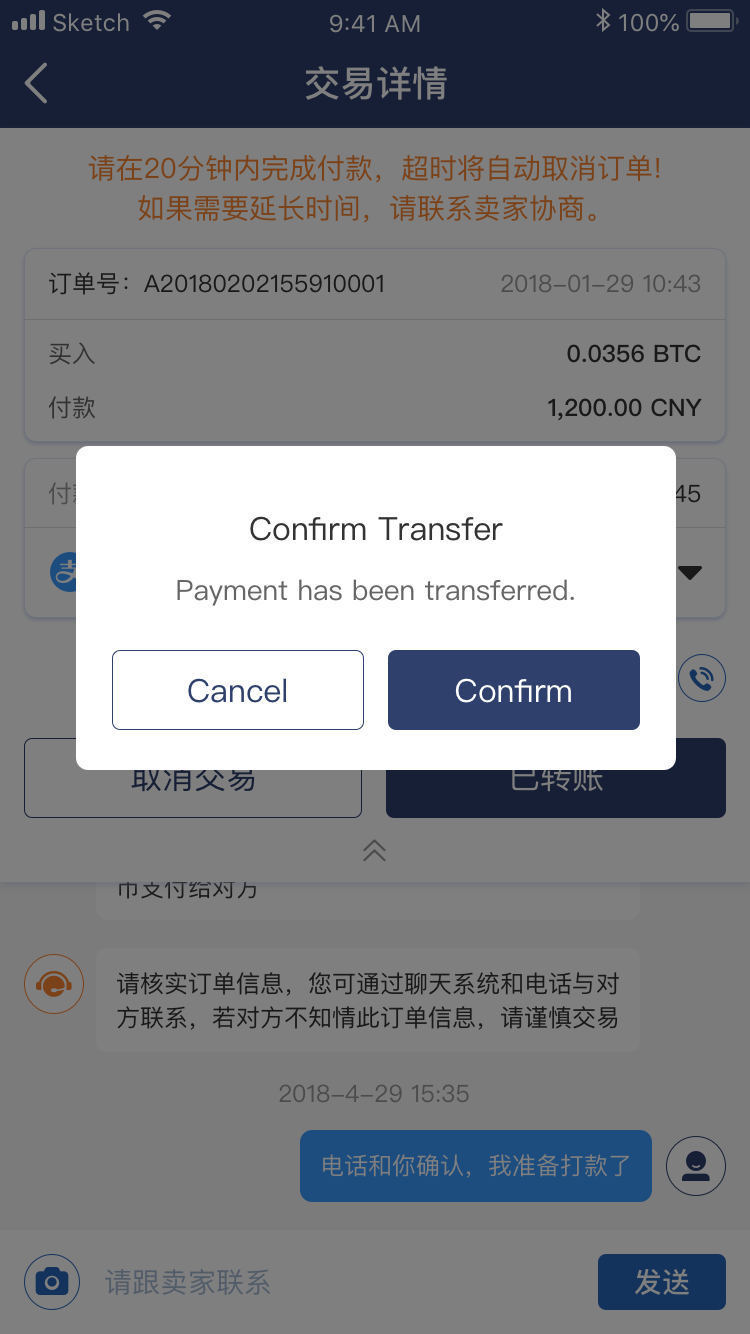 Sketch 9:41 AM 100%
交易详情
请在20分钟内完成付款，超时将自动取消订单!
如果需要延长时间，请联系卖家协商。
订单号：A20180202155910001 2018-01-29 10:43
买入 0.0356 BTC
付款 1,200.00 CNY
付 45
Confirm Transfer
Payment has been transferred.
Cancel Confirm
取消交易 已转账
币支付给对方
请核实订单信息，您可通过聊天系统和电话与对
方联系，若对方不知情此订单信息，请谨慎交易
2018-4-29 15:35
电话和你确认，我准备打款了
请跟卖家联系 发送